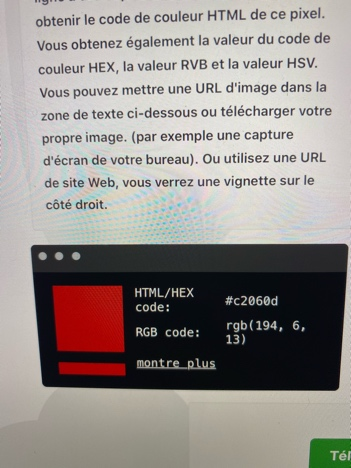 obtenir le code de couleur HTML de ce pixel.
Vous obtenez également la valeur du code de
couleur HEX, la valeur RVB et la valeur HSV.
Vous pouvez mettre une URL d'image dans la
zone de texte ci-dessous ou télécharger votre
propre image. (par exemple une capture
d'écran de votre bureau). Ou utilisez une URL
de site Web, vous verrez une vignette sur le
côté droit.
HTML/HEX
code:
#c2060d
RGB code:
rgb(194, 6,
13)
montre plus
Tél